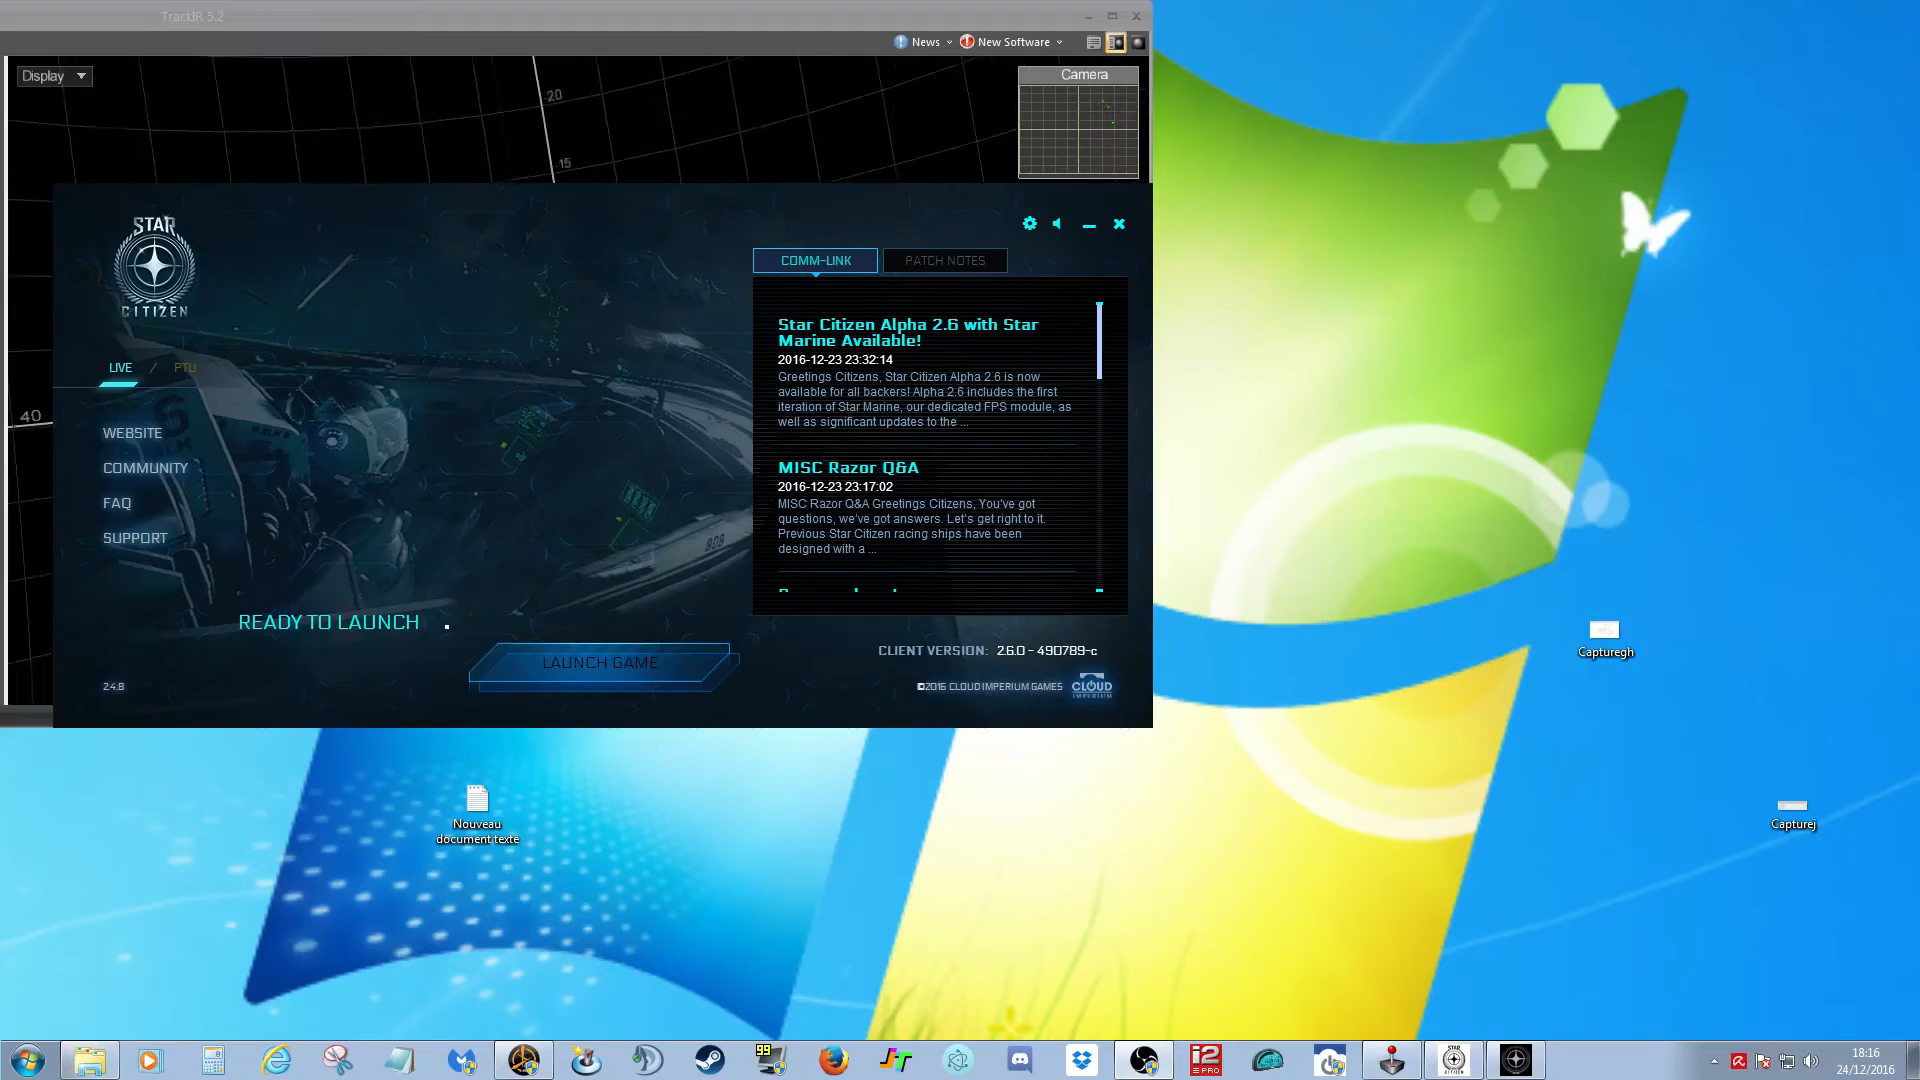 TrackIR 5.2
News
New Software
Display
Camera
20
15
40
STAR
CITIZEN
COMM-LINK
PATCH NOTES
LIVE / PTU
WEBSITE
COMMUNITY
FAQ
SUPPORT
Star Citizen Alpha 2.6 with Star
Marine Available!
2016-12-23 23:32:14
Greetings Citizens, Star Citizen Alpha 2.6 is now
available for all backers! Alpha 2.6 includes the first
iteration of Star Marine, our dedicated FPS module, as
well as significant updates to the ...
MISC Razor Q&A
2016-12-23 23:17:02
MISC Razor Q&A Greetings Citizens, You've got
questions, we've got answers. Let's get right to it.
Previous Star Citizen racing ships have been
designed with a ...
READY TO LAUNCH
LAUNCH GAME
CLIENT VERSION: 2.6.0 - 490789-c
2.4.8
©2016 CLOUD IMPERIUM GAMES
CLOUD
IMPERIUM
Capturegh
Nouveau
document texte
Capturej
99
i2
PRO
18:16
24/12/2016